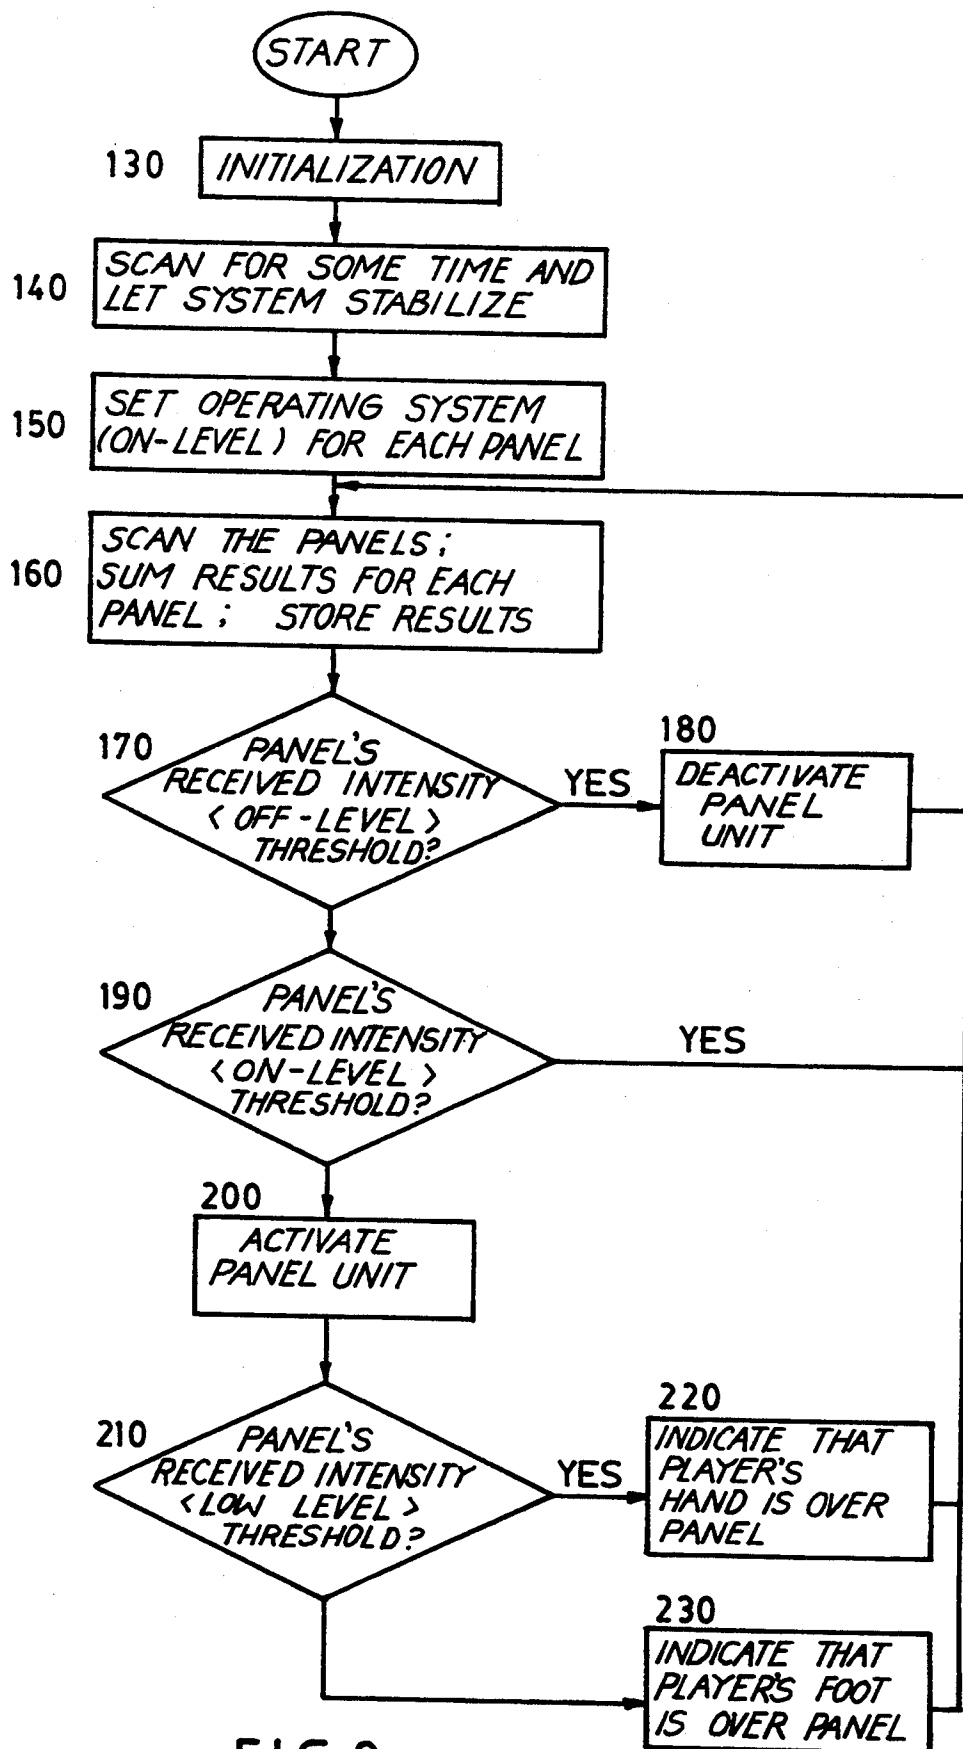 START
130
INITIALIZATION
140
SCAN FOR SOME TIME AND
LET SYSTEM STABILIZE
150
SET OPERATING SYSTEM
(ON-LEVEL) FOR EACH PANEL
160
SCAN THE PANELS;
SUM RESULTS FOR EACH
PANEL; STORE RESULTS
170
PANEL'S
RECEIVED INTENSITY
< OFF-LEVEL >
THRESHOLD?
YES
180
DEACTIVATE
PANEL
UNIT
190
PANEL'S
RECEIVED INTENSITY
< ON-LEVEL >
THRESHOLD?
YES
200
ACTIVATE
PANEL UNIT
210
PANEL'S
RECEIVED INTENSITY
< LOW LEVEL >
THRESHOLD?
YES
220
INDICATE THAT
PLAYER'S
HAND IS OVER
PANEL
230
INDICATE THAT
PLAYER'S FOOT
IS OVER PANEL